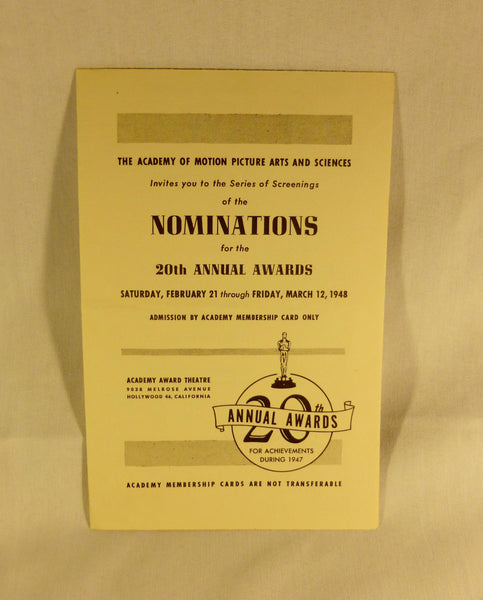 THE ACADEMY OF MOTION PICTURE ARTS AND SCIENCES
Invites you to the Series of Screenings
of the
NOMINATIONS
for the
20th ANNUAL AWARDS
SATURDAY, FEBRUARY 21 through FRIDAY, MARCH 12, 1948
ADMISSION BY ACADEMY MEMBERSHIP CARD ONLY
ACADEMY AWARD THEATRE
9038 MELROSE AVENUE
HOLLYWOOD 46, CALIFORNIA
20th
ANNUAL AWARDS
FOR ACHIEVEMENTS
DURING 1947
ACADEMY MEMBERSHIP CARDS ARE NOT TRANSFERABLE